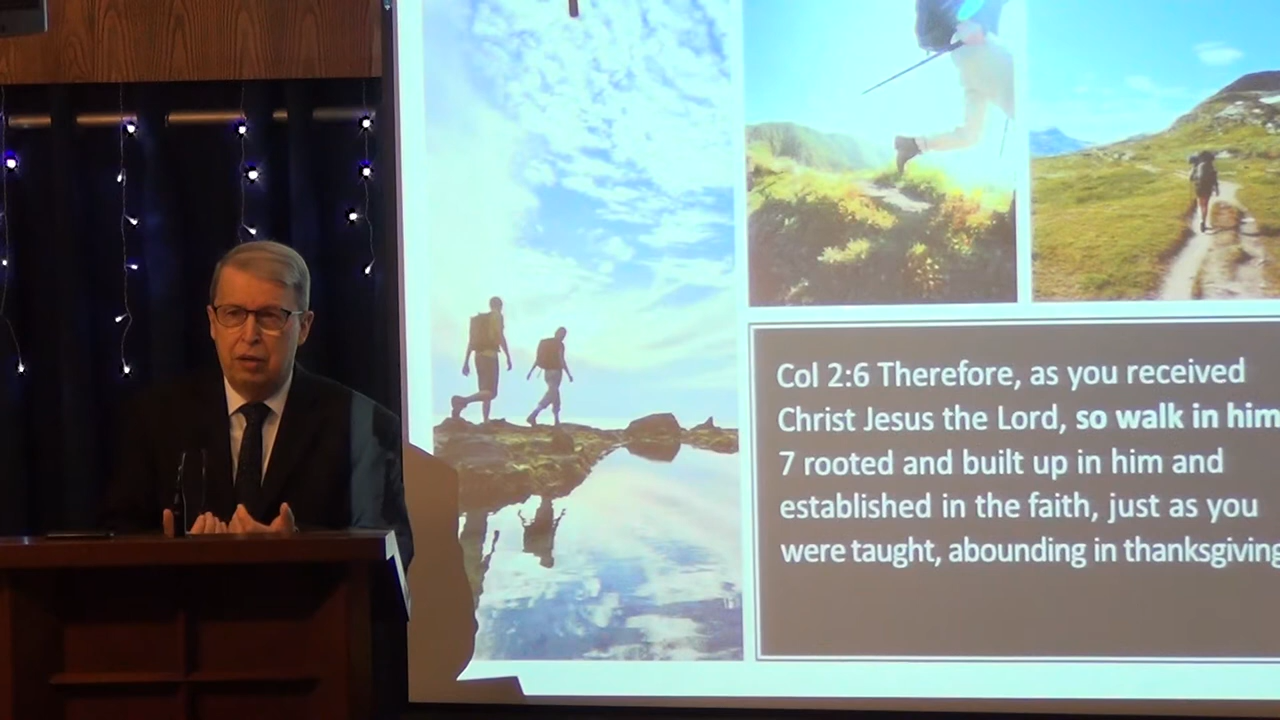 Col 2:6 Therefore, as you received
Christ Jesus the Lord, so walk in him
7 rooted and built up in him and
established in the faith, just as you
were taught, abounding in thanksgiving